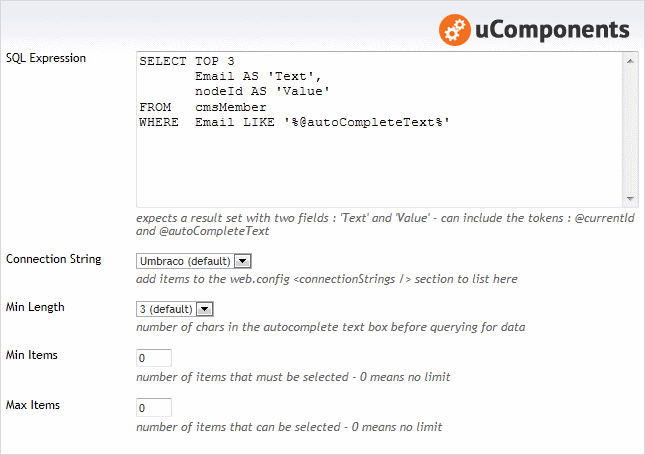 uComponents
SQL Expression
SELECT TOP 3
Email AS 'Text',
nodeId AS 'Value'
FROM cmsMember
WHERE Email LIKE '%@autoCompleteText%'
expects a result set with two fields : 'Text' and 'Value' - can include the tokens : @currentId
and @autoCompleteText
Connection String
Umbraco (default)
add items to the web.config <connectionStrings /> section to list here
Min Length
3 (default)
number of chars in the autocomplete text box before querying for data
Min Items
0
number of items that must be selected - 0 means no limit
Max Items
0
number of items that can be selected - 0 means no limit